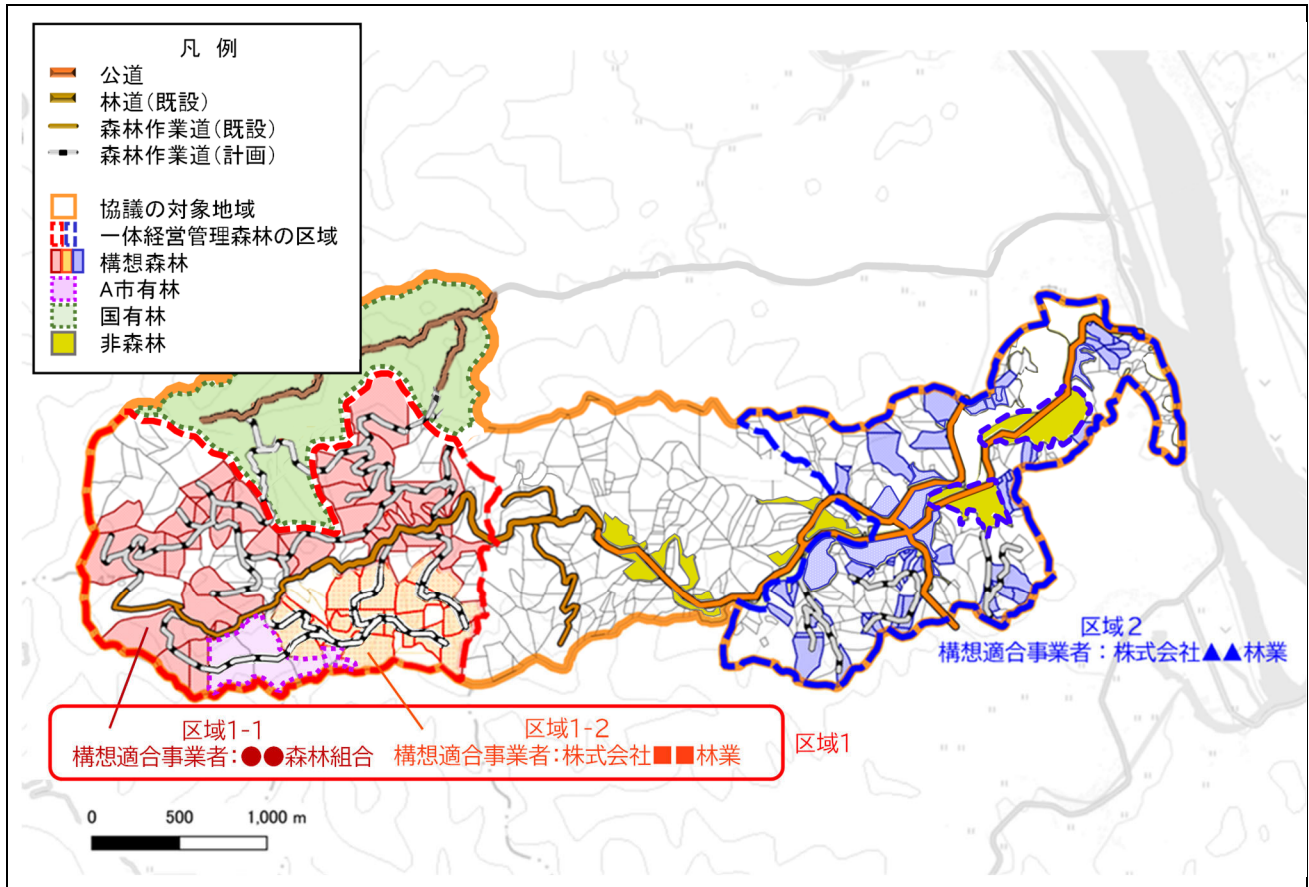 凡 例
公道
林道(既設)
森林作業道(既設)
森林作業道(計画)
協議の対象地域
一体経営管理森林の区域
構想森林
A市有林
国有林
非森林
区域2
構想適合事業者：株式会社▲▲林業
区域1-1
構想適合事業者：●●森林組合
区域1-2
構想適合事業者：株式会社■■林業
区域1
0 500 1,000 m